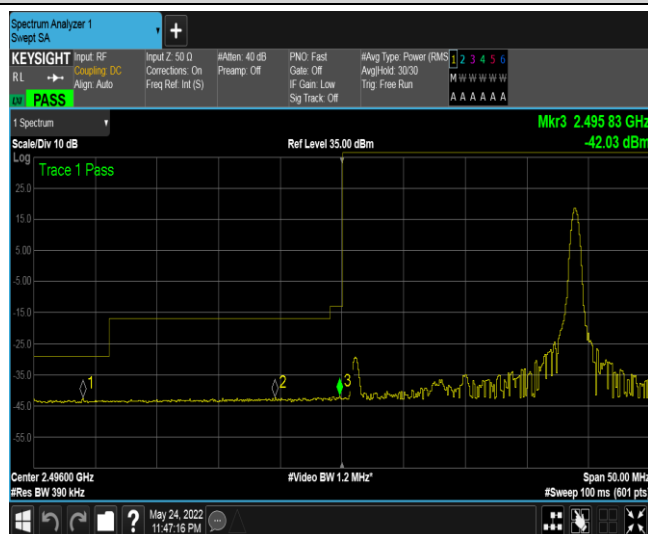 Spectrum Analyzer 1
Swept SA
KEYSIGHT Input: RF Input Z: 50 Ω #Atten: 40 dB PNO: Fast #Avg Type: Power (RMS 1 2 3 4 5 6
RL Coupling: DC Corrections: On Preamp: Off Gate: Off Avg|Hold: 30/30 M W W W W W
Align: Auto Freq Ref: Int (S) IF Gain: Low Trig: Free Run
Sig Track: Off A A A A A A
LXI PASS
1 Spectrum Mkr3 2.495 83 GHz
Scale/Div 10 dB Ref Level 35.00 dBm -42.03 dBm
Log
Trace 1 Pass
25.0
15.0
5.00
-5.00
-15.0
-25.0
-35.0
1 2 3
-45.0
-55.0
Center 2.49600 GHz #Video BW 1.2 MHz* Span 50.00 MHz
#Res BW 390 kHz #Sweep 100 ms (601 pts)
? May 24, 2022
11:47:16 PM